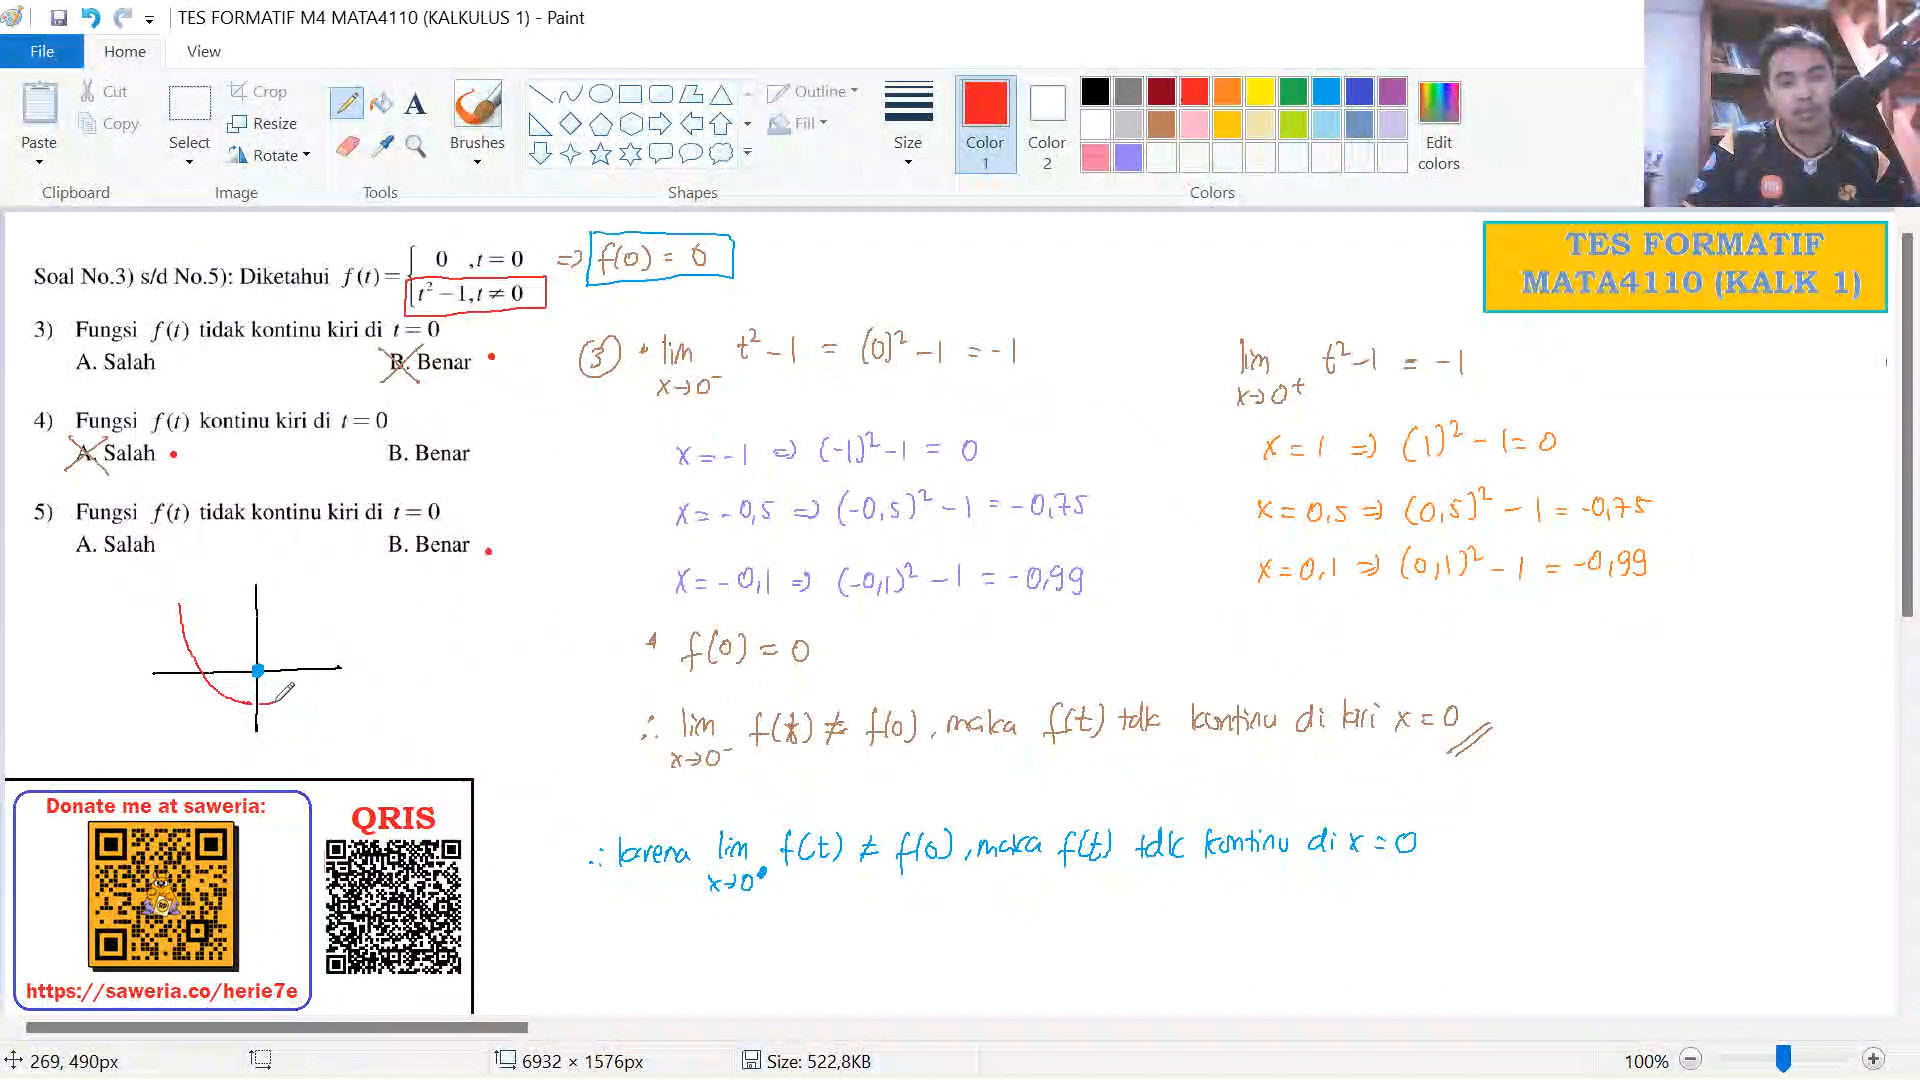 TES FORMATIF M4 MATA4110 (KALKULUS 1) - Paint
File Home View
Paste Cut Copy
Clipboard
Select Crop Resize Rotate
Image
A
Tools
Brushes
Outline Fill
Shapes
Size
Color 1
Color 2
Edit colors
Colors
TES FORMATIF
MATA4110 (KALK 1)
Soal No.3) s/d No.5): Diketahui f(t) = { 0 , t = 0
t² − 1, t ≠ 0
⇒ f(0) = 0
3) Fungsi f(t) tidak kontinu kiri di t = 0
A. Salah B. Benar
4) Fungsi f(t) kontinu kiri di t = 0
A. Salah B. Benar
5) Fungsi f(t) tidak kontinu kiri di t = 0
A. Salah B. Benar
③ • lim x→0⁻ t² − 1 = (0)² − 1 = −1
x = −1 ⇒ (−1)² − 1 = 0
x = −0,5 ⇒ (−0,5)² − 1 = −0,75
x = −0,1 ⇒ (−0,1)² − 1 = −0,99
lim x→0⁺ t² − 1 = −1
x = 1 ⇒ (1)² − 1 = 0
x = 0,5 ⇒ (0,5)² − 1 = −0,75
x = 0,1 ⇒ (0,1)² − 1 = −0,99
f(0) = 0
∴ lim x→0⁻ f(t) ≠ f(0), maka f(t) tdk kontinu di kiri x = 0
∴ karena lim x→0 f(t) ≠ f(0), maka f(t) tdk kontinu di x = 0
Donate me at saweria:
https://saweria.co/herie7e
QRIS
269, 490px
6932 × 1576px
Size: 522,8KB
100%